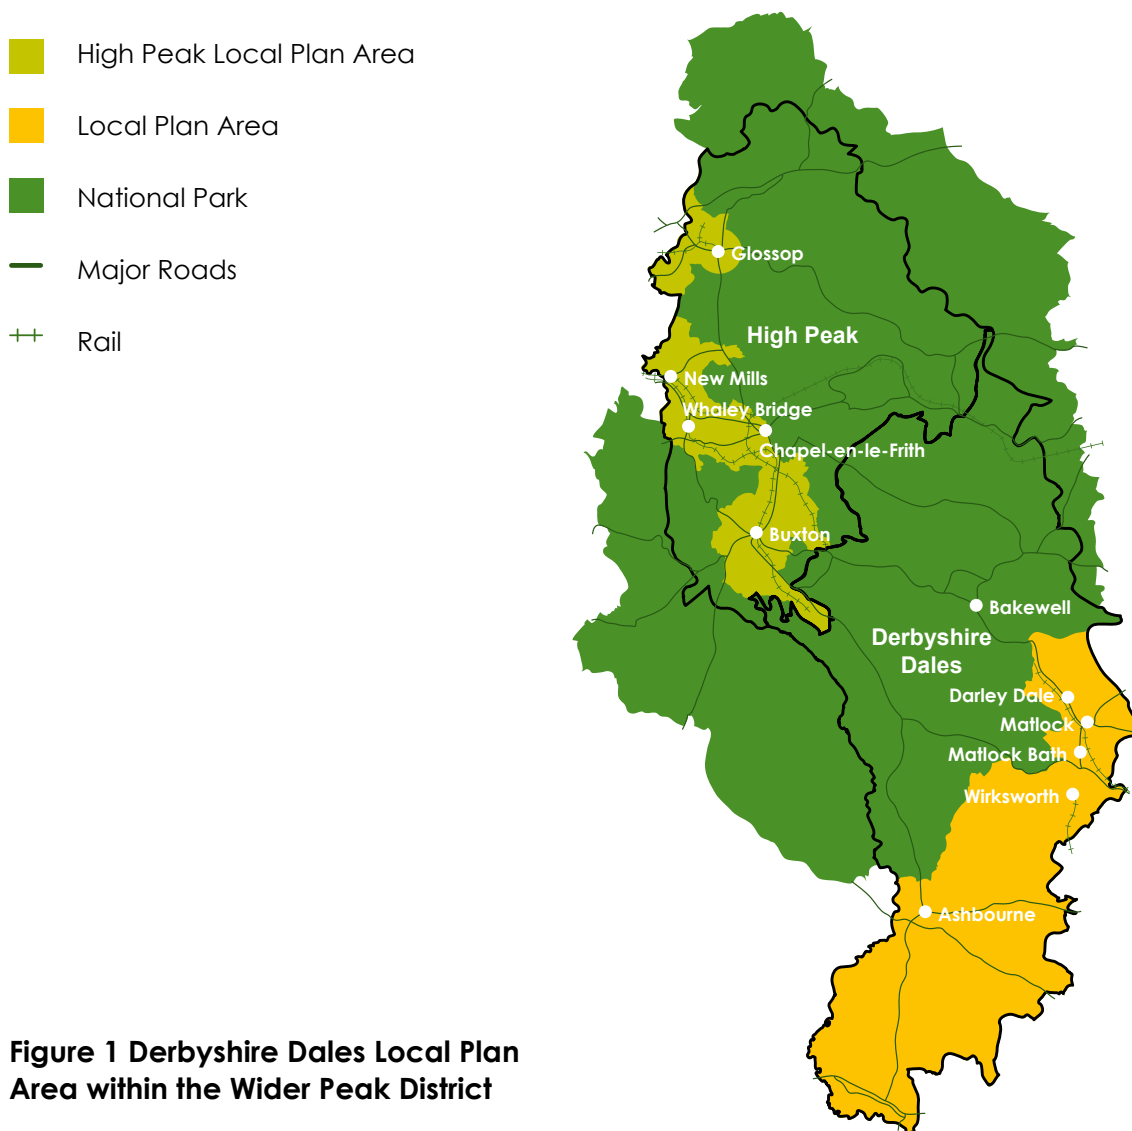 High Peak Local Plan Area
Local Plan Area
National Park
Major Roads
Rail
Glossop
High Peak
New Mills
Whaley Bridge
Chapel-en-le-Frith
Buxton
Bakewell
Derbyshire
Dales
Darley Dale
Matlock
Matlock Bath
Wirksworth
Ashbourne
Figure 1 Derbyshire Dales Local Plan
Area within the Wider Peak District